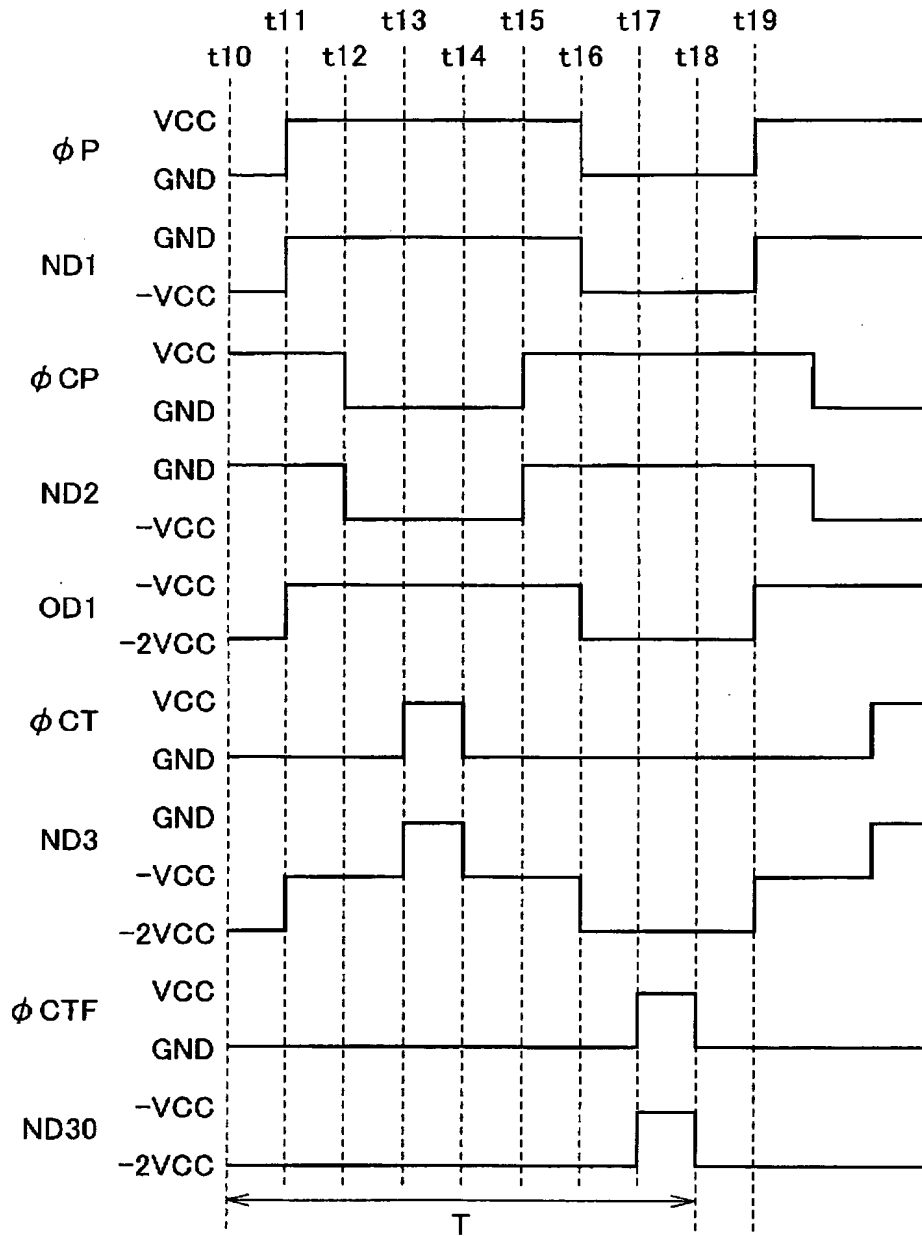 t11 t13 t15 t17 t19
t10 t12 t14 t16 t18
VCC
φP
GND
GND
ND1
-VCC
VCC
φCP
GND
GND
ND2
-VCC
-VCC
OD1
-2VCC
VCC
φCT
GND
GND
ND3
-VCC
-2VCC
VCC
φCTF
GND
-VCC
ND30
-2VCC
T